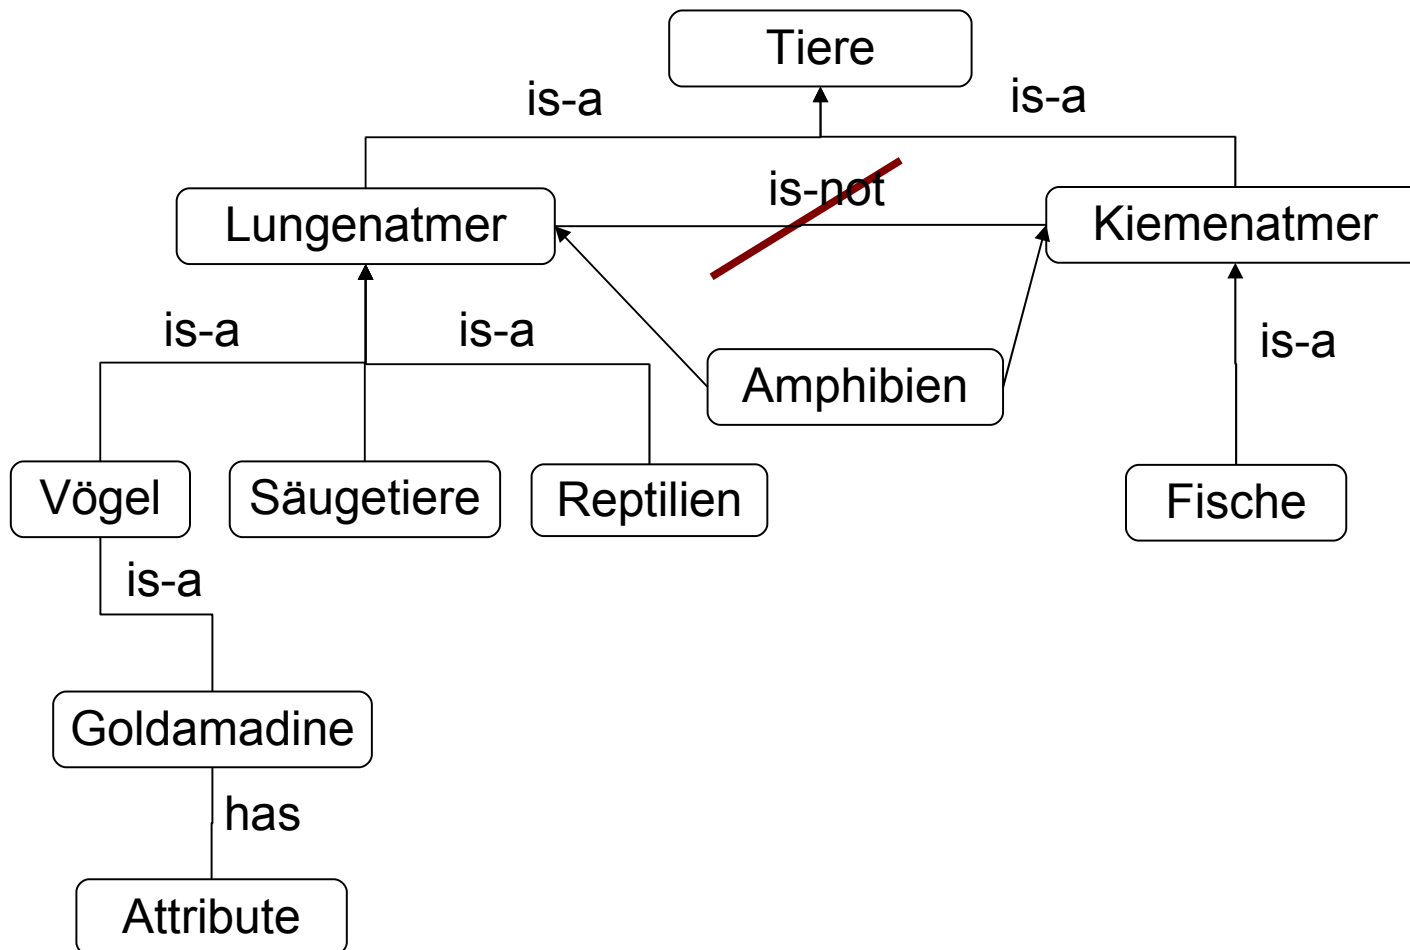 Tiere
is-a
is-a
is-not
Lungenatmer
Kiemenatmer
is-a
is-a
is-a
Amphibien
Vögel
Säugetiere
Reptilien
Fische
is-a
Goldamadine
has
Attribute